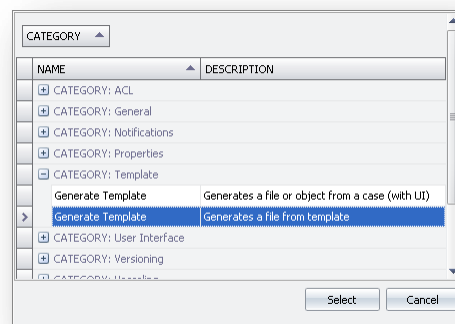 CATEGORY
NAME DESCRIPTION
CATEGORY: ACL
CATEGORY: General
CATEGORY: Notifications
CATEGORY: Properties
CATEGORY: Template
Generate Template Generates a file or object from a case (with UI)
Generate Template Generates a file from template
CATEGORY: User Interface
CATEGORY: Versioning
CATEGORY:
Select Cancel